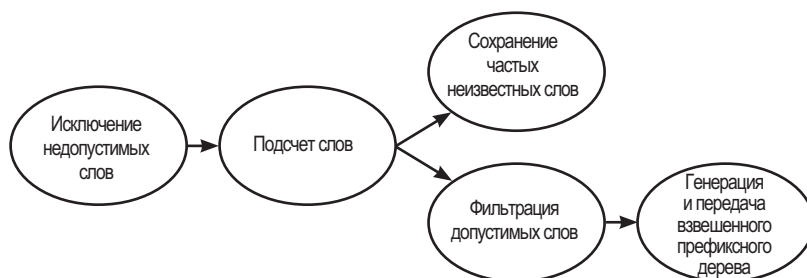 Исключение
недопустимых
слов
Подсчет слов
Сохранение
частых
неизвестных слов
Фильтрация
допустимых слов
Генерация
и передача
взвешенного
префиксного
дерева